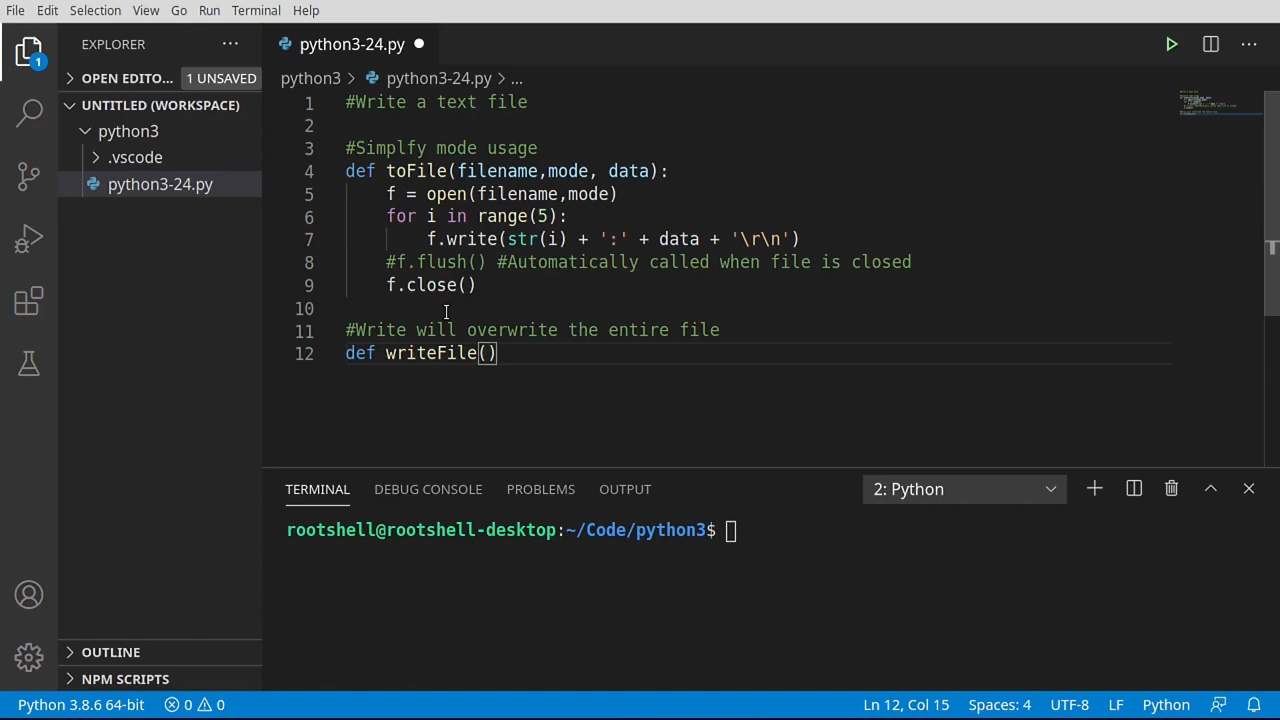 File Edit Selection View Go Run Terminal Help
EXPLORER
python3-24.py
OPEN EDITO... 1 UNSAVED
UNTITLED (WORKSPACE)
python3
.vscode
python3-24.py
OUTLINE
NPM SCRIPTS
1
python3 > python3-24.py > ...
1 #Write a text file
2
3 #Simplfy mode usage
4 def toFile(filename,mode, data):
5 f = open(filename,mode)
6 for i in range(5):
7 f.write(str(i) + ':' + data + '\r\n')
8 #f.flush() #Automatically called when file is closed
9 f.close()
10
11 #Write will overwrite the entire file
12 def writeFile()
TERMINAL DEBUG CONSOLE PROBLEMS OUTPUT 2: Python
rootshell@rootshell-desktop:~/Code/python3$
Python 3.8.6 64-bit 0 0 Ln 12, Col 15 Spaces: 4 UTF-8 LF Python